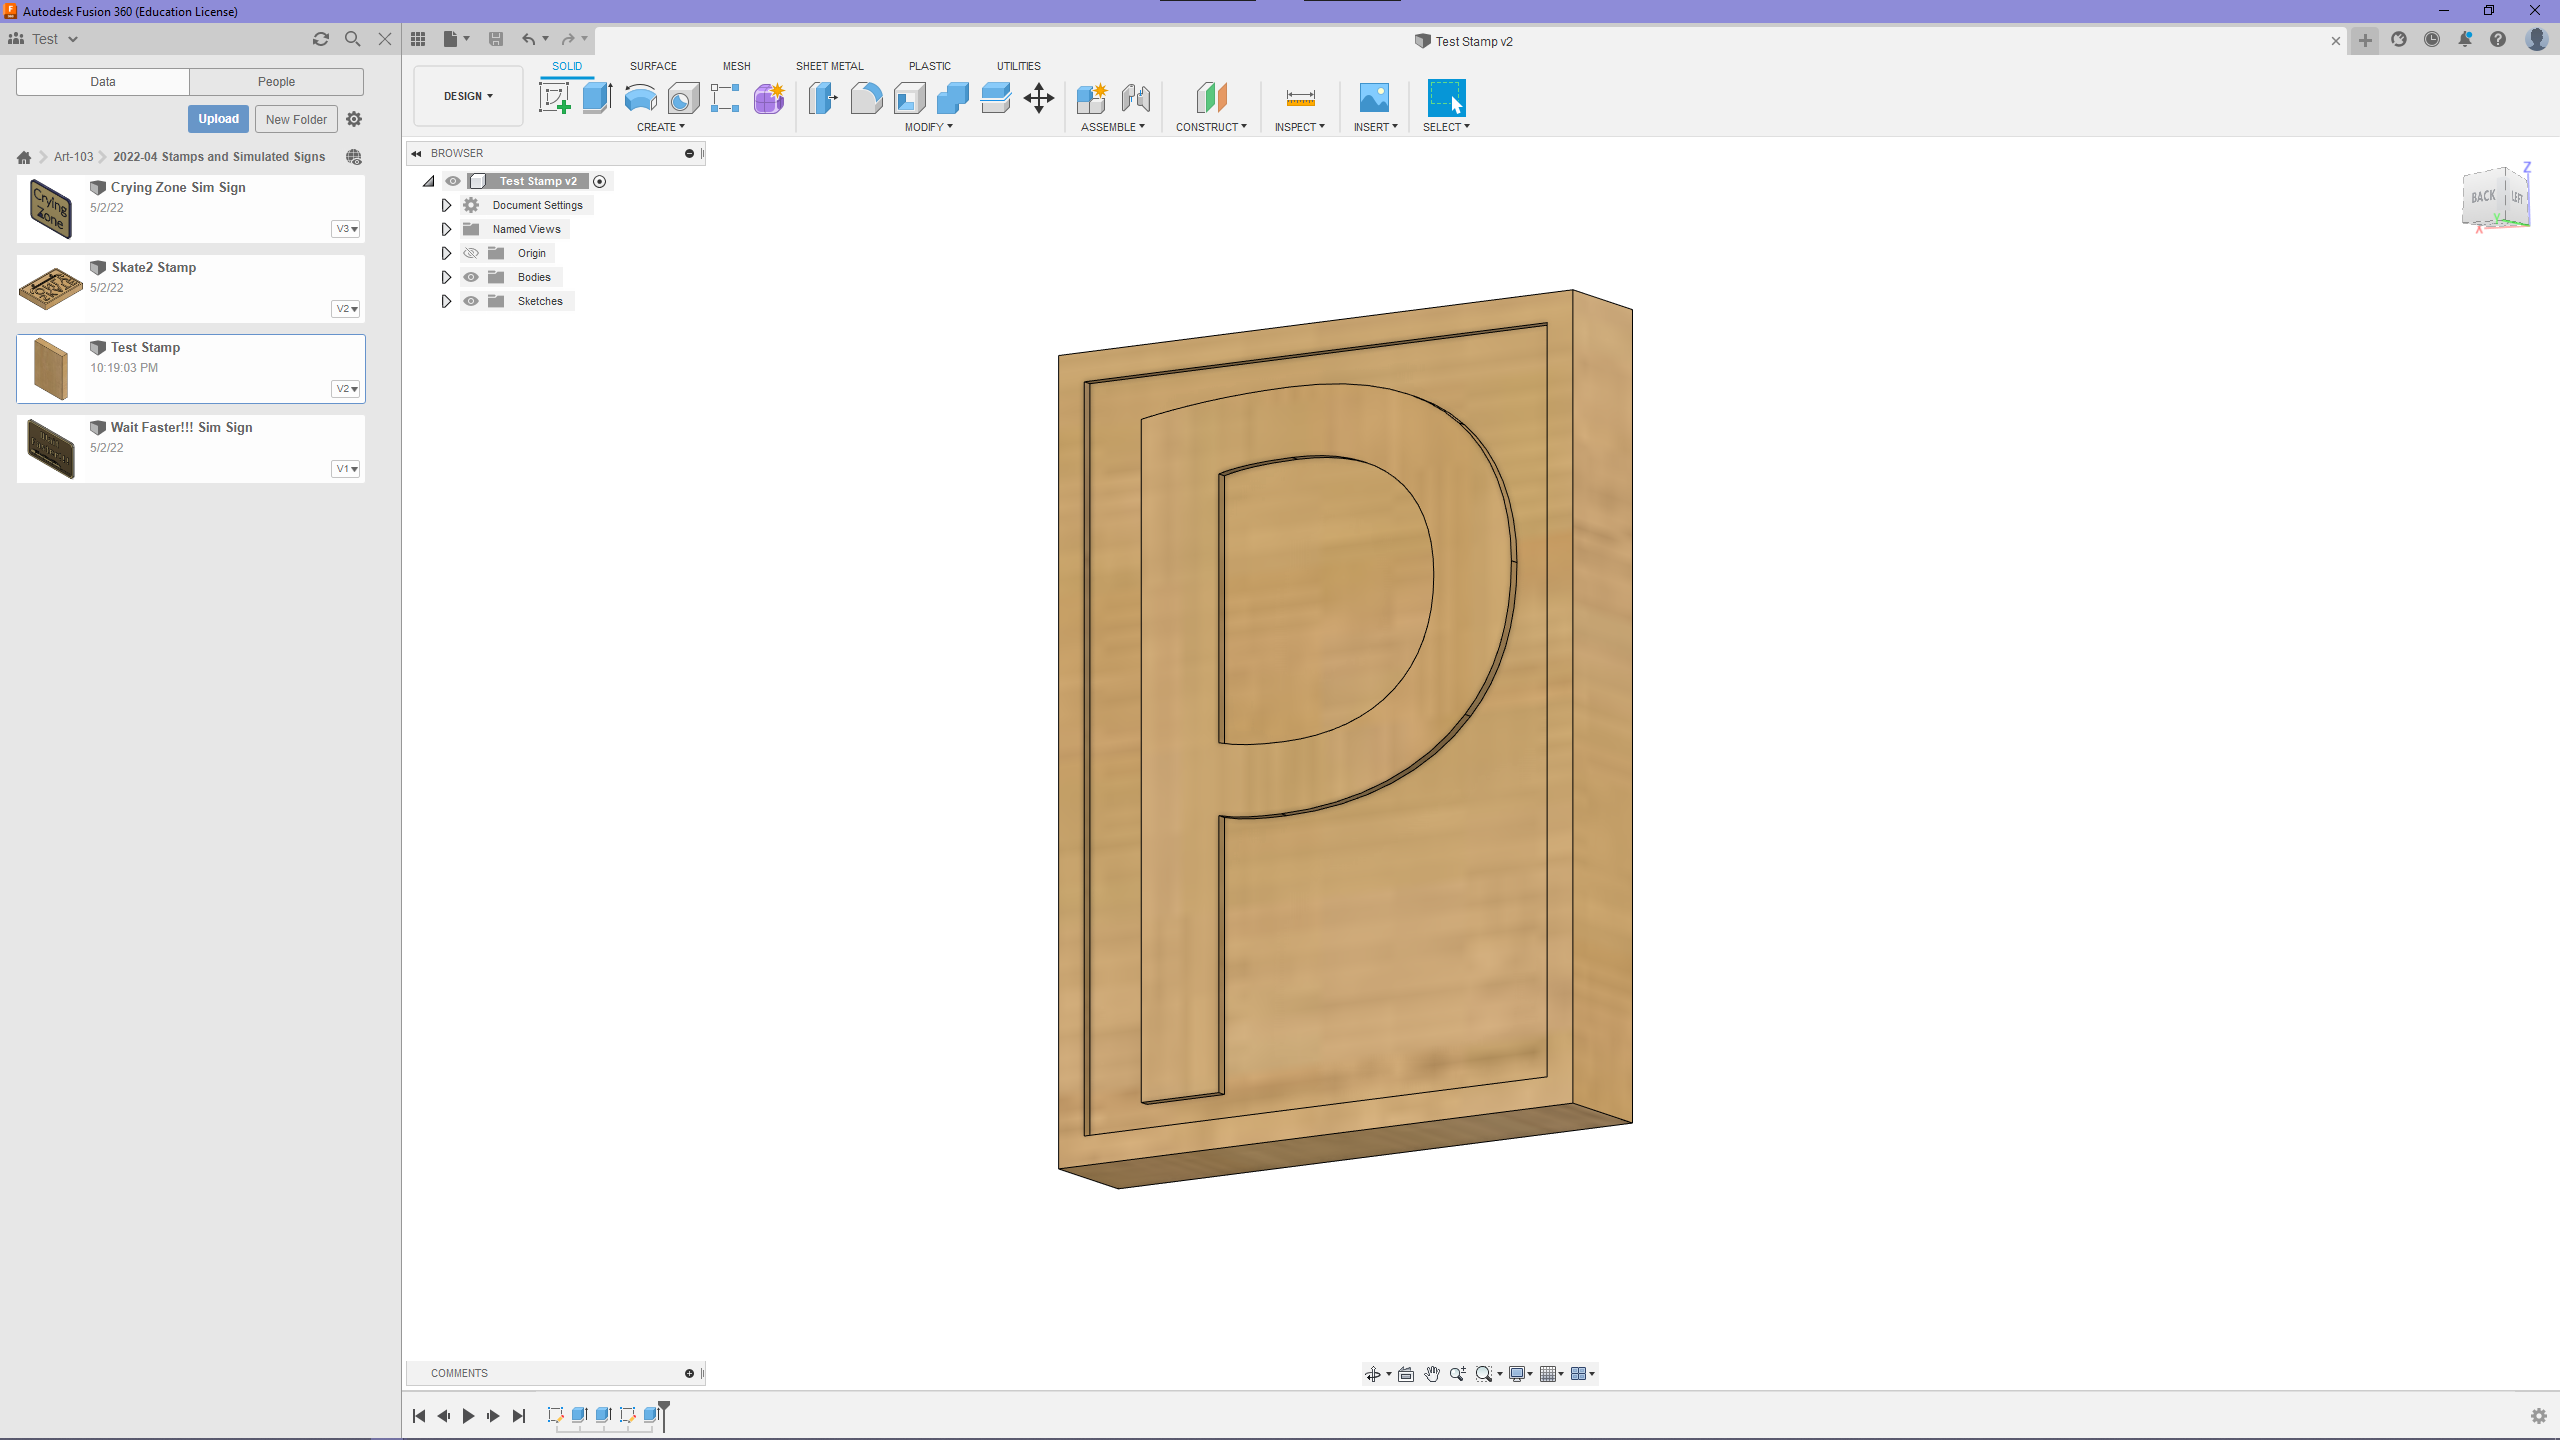 Autodesk Fusion 360 (Education License)
Test
Test Stamp v2
Data
People
SOLID
SURFACE
MESH
SHEET METAL
PLASTIC
UTILITIES
DESIGN
Upload
New Folder
CREATE
MODIFY
ASSEMBLE
CONSTRUCT
INSPECT
INSERT
SELECT
Art-103
2022-04 Stamps and Simulated Signs
BROWSER
Test Stamp v2
Document Settings
Named Views
Origin
Bodies
Sketches
Crying Zone Sim Sign
5/2/22
V3
Crying
Zone
Skate2 Stamp
5/2/22
V2
Test Stamp
10:19:03 PM
V2
Wait Faster!!! Sim Sign
5/2/22
V1
BACK
LEFT
Z
X
Y
P
COMMENTS